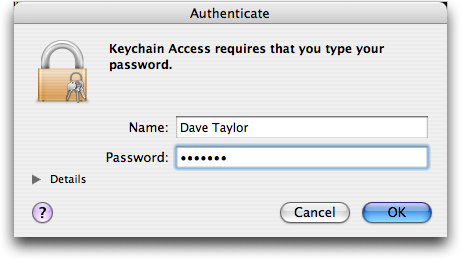 Authenticate
Keychain Access requires that you type your
password.
Name: Dave Taylor
Password: •••••••
Details
?
Cancel OK